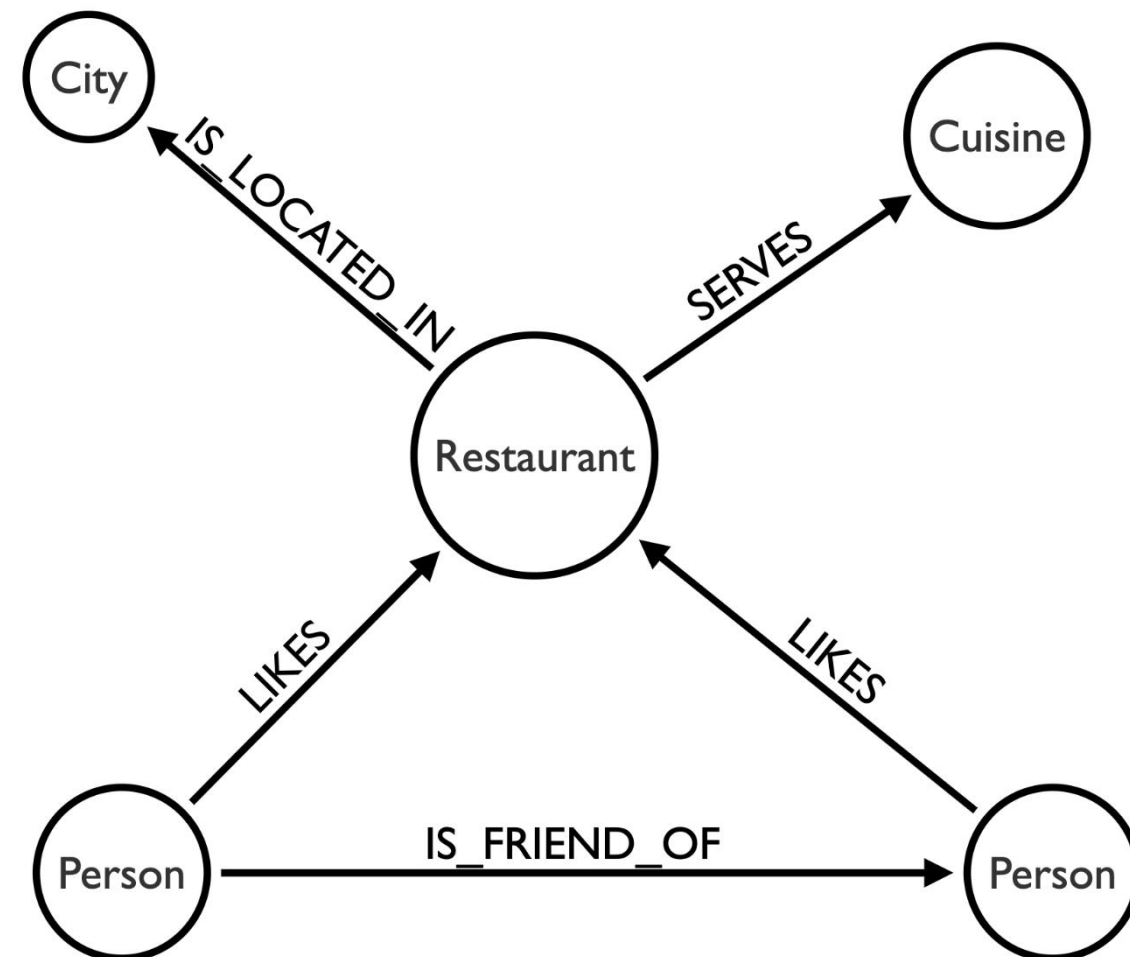 City
Cuisine
IS_LOCATED_IN
SERVES
Restaurant
LIKES
LIKES
IS_FRIEND_OF
Person
Person